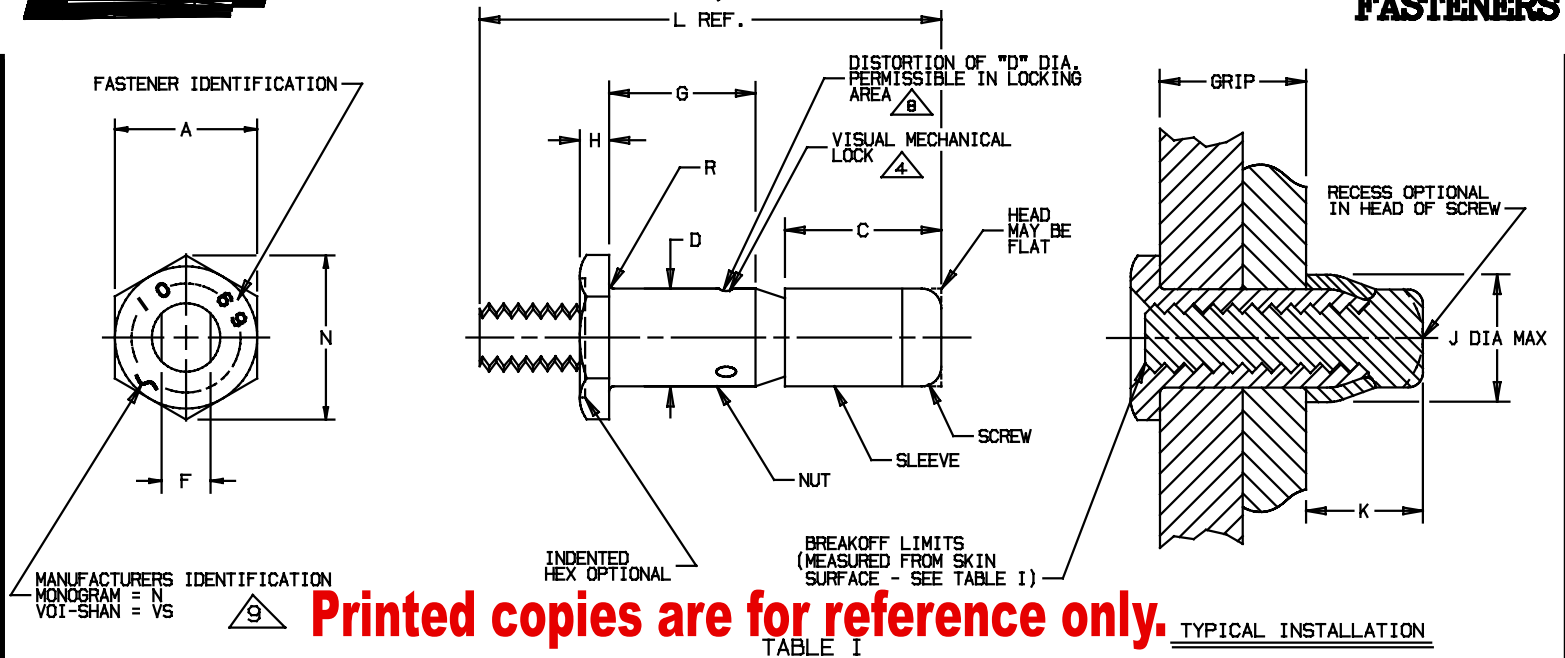 FASTENERS
L REF.
FASTENER IDENTIFICATION
A
G
H
DISTORTION OF "D" DIA.
PERMISSIBLE IN LOCKING
AREA 8
VISUAL MECHANICAL
LOCK 4
R
D
C
HEAD
MAY BE
FLAT
GRIP
RECESS OPTIONAL
IN HEAD OF SCREW
10 69
N
J DIA MAX
F
SCREW
SLEEVE
NUT
K
INDENTED
HEX OPTIONAL
BREAKOFF LIMITS
(MEASURED FROM SKIN
SURFACE - SEE TABLE I)
MANUFACTURERS IDENTIFICATION
MONOGRAM = N
VOI-SHAN = VS
9
Printed copies are for reference only.
TYPICAL INSTALLATION
TABLE I